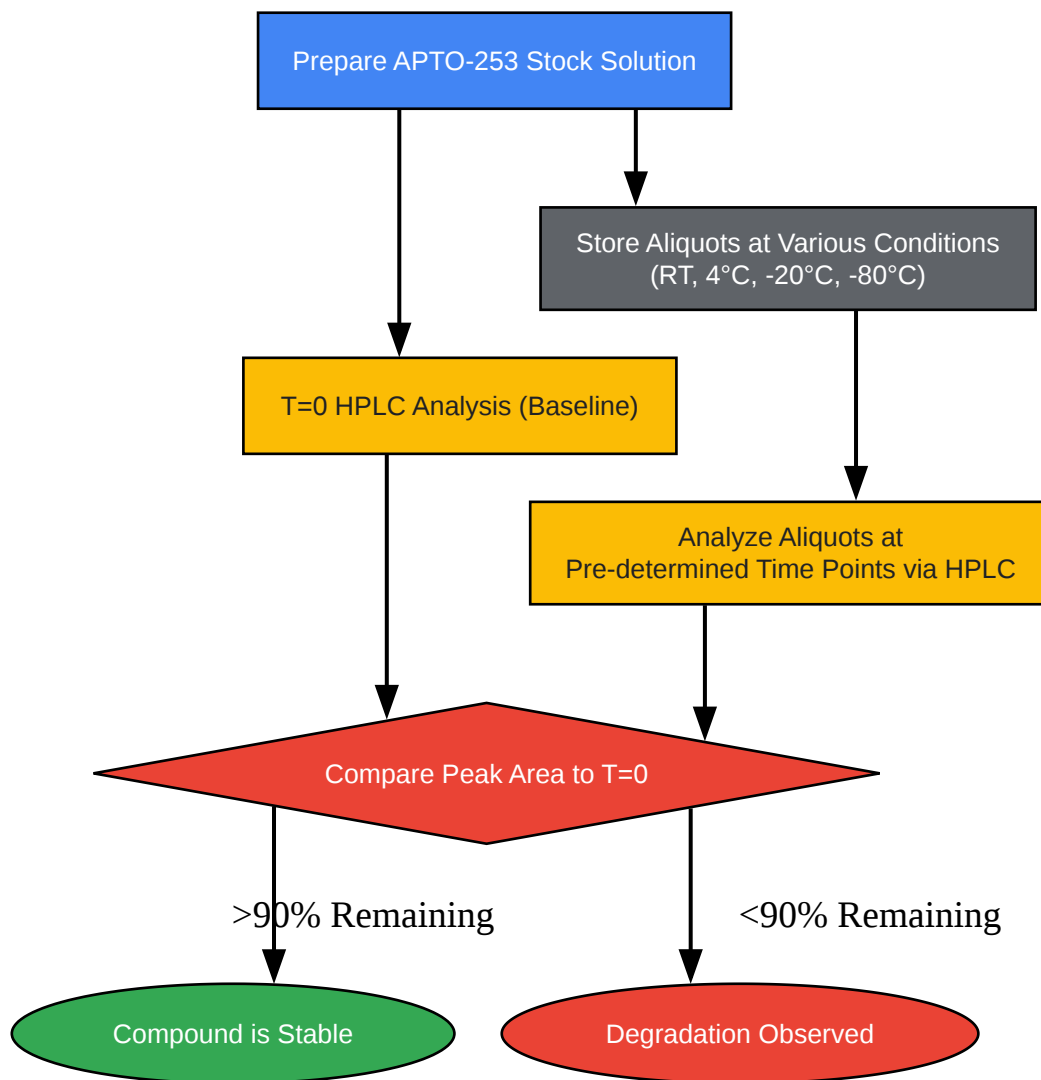 Prepare APTO-253 Stock Solution
Store Aliquots at Various Conditions
(RT, 4°C, -20°C, -80°C)
T=0 HPLC Analysis (Baseline)
Analyze Aliquots at
Pre-determined Time Points via HPLC
Compare Peak Area to T=0
>90% Remaining
<90% Remaining
Compound is Stable
Degradation Observed